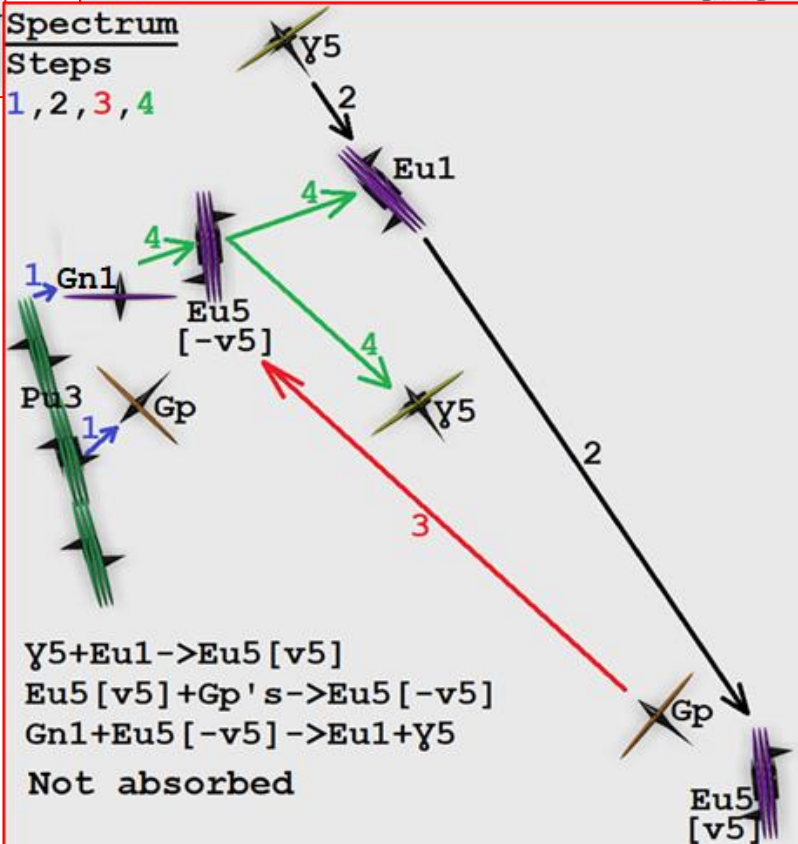 Spectrum
Steps
1,2,3,4
Ɣ5
2
Eu1
4
4
1
Gn1
Eu5
[-v5]
4
Pu3
Gp
1
Ɣ5
2
3
Ɣ5+Eu1->Eu5[v5]
Eu5[v5]+Gp's->Eu5[-v5]
Gn1+Eu5[-v5]->Eu1+Ɣ5
Not absorbed
Gp
Eu5
[v5]